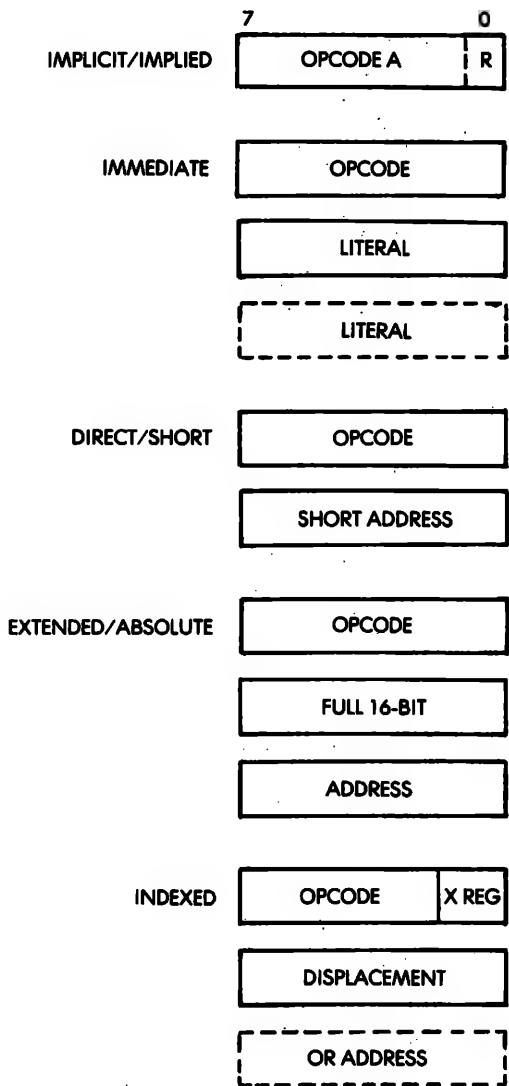 7 0
IMPLICIT/IMPLIED OPCODE A R
IMMEDIATE OPCODE
LITERAL
LITERAL
DIRECT/SHORT OPCODE
SHORT ADDRESS
EXTENDED/ABSOLUTE OPCODE
FULL 16-BIT
ADDRESS
INDEXED OPCODE X REG
DISPLACEMENT
OR ADDRESS